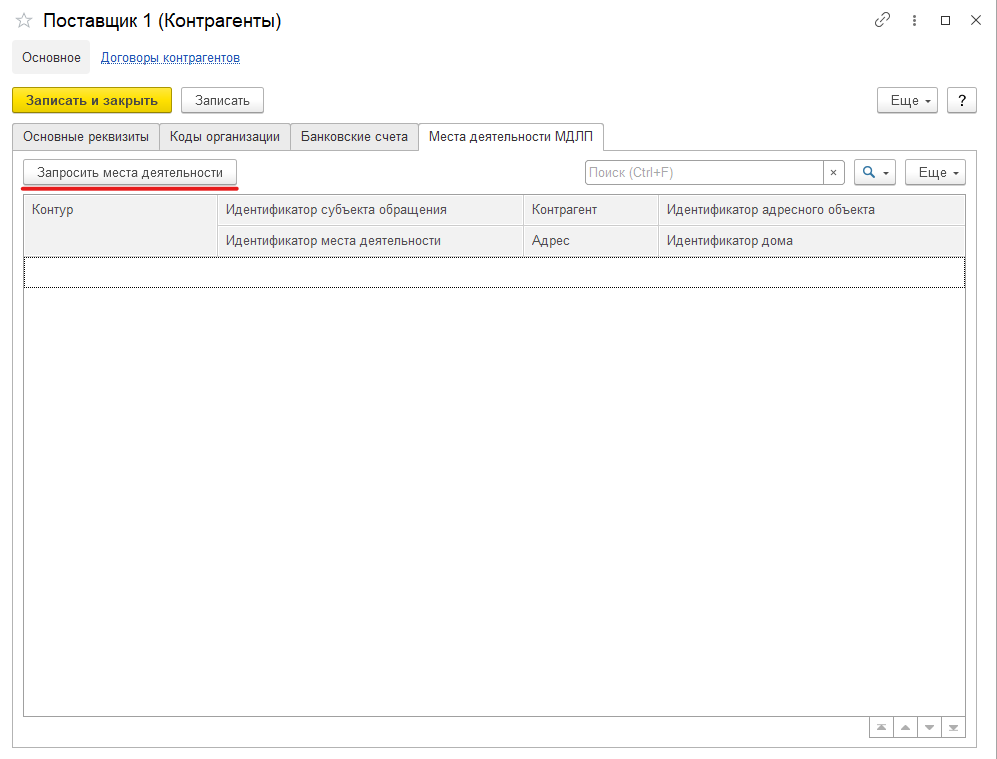 Поставщик 1 (Контрагенты)
Основное Договоры контрагентов
Записать и закрыть Записать Еще ?
Основные реквизиты Коды организации Банковские счета Места деятельности МДЛП
Запросить места деятельности Поиск (Ctrl+F) × Еще
Контур Идентификатор субъекта обращения Контрагент Идентификатор адресного объекта
Идентификатор места деятельности Адрес Идентификатор дома